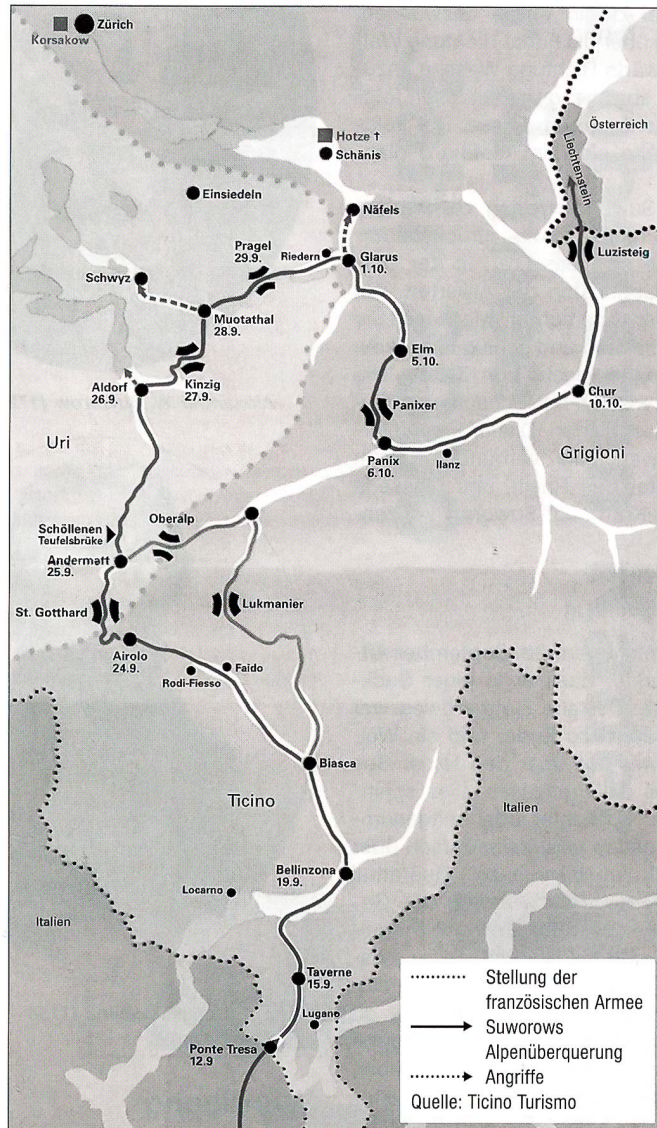 Zürich
Korsakow
Österreich
Hotze †
Schänis
Liechtenstein
Einsiedeln
Näfels
Pragel
29.9.
Riedern
Glarus
1.10.
Luzisteig
Schwyz
Muotathal
28.9.
Elm
5.10.
Aldorf
26.9.
Kinzig
27.9.
Panixer
Chur
10.10.
Uri
Panix
6.10.
Ilanz
Grigioni
Schöllenen
Teufelsbrüke
Oberalp
Andermatt
25.9.
St. Gotthard
Lukmanier
Airolo
24.9.
Faido
Rodi-Fiesso
Biasca
Ticino
Italien
Bellinzona
19.9.
Locarno
Italien
Taverne
15.9.
Lugano
Ponte Tresa
12.9
Stellung der
französischen Armee
Suworows
Alpenüberquerung
Angriffe
Quelle: Ticino Turismo